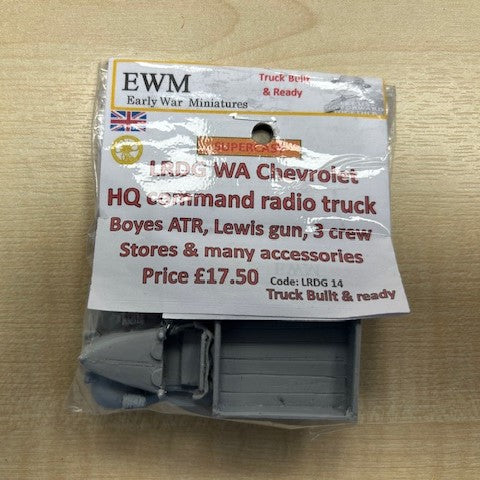 EWM
Early War Miniatures
Truck Built
& Ready
SUPERCAST
LRDG WA Chevrolet
HQ command radio truck
Boyes ATR, Lewis gun, 3 crew
Stores & many accessories
Price £17.50
Code: LRDG 14
Truck Built & ready